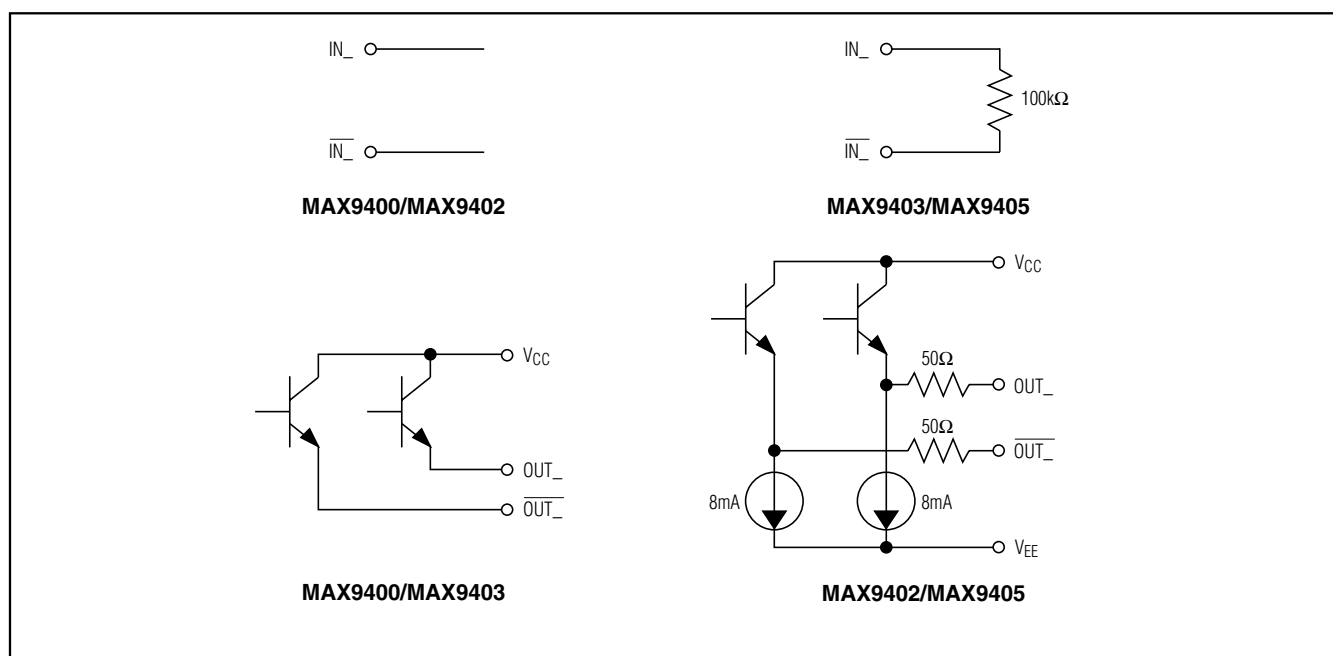 IN_
IN_
MAX9400/MAX9402
IN_
100kΩ
IN_
MAX9403/MAX9405
VCC
OUT_
OUT_
MAX9400/MAX9403
VCC
50Ω
OUT_
50Ω
OUT_
8mA
8mA
VEE
MAX9402/MAX9405